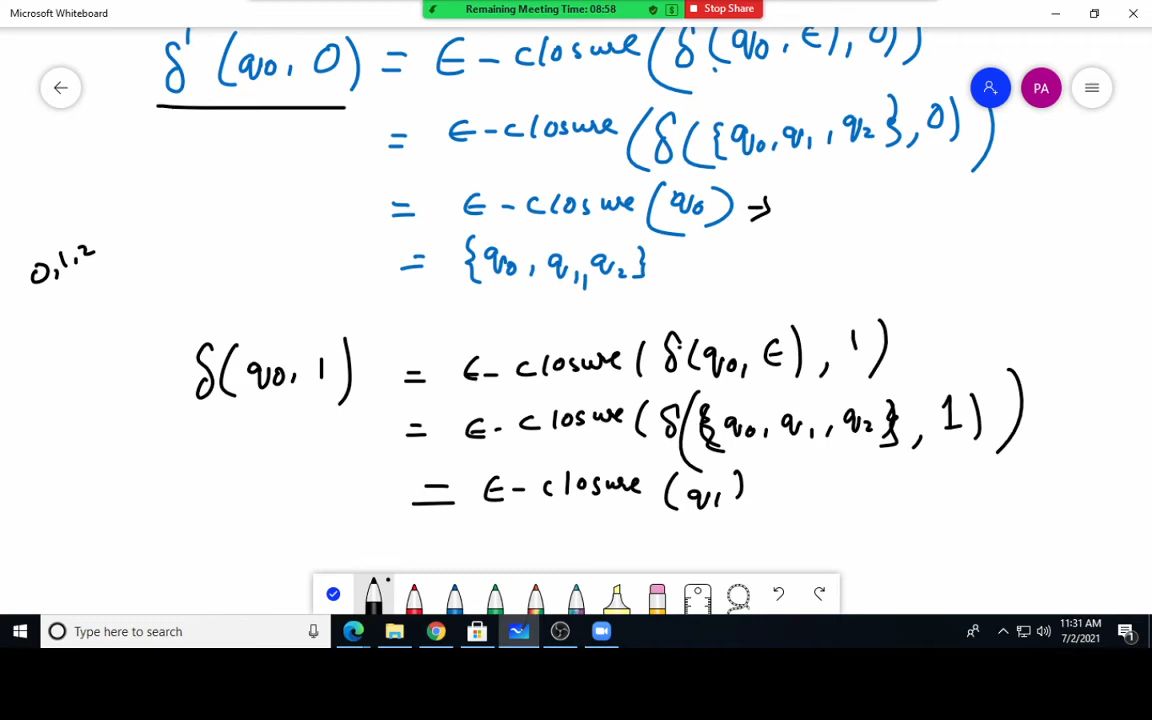 Microsoft Whiteboard
Remaining Meeting Time: 08:58
Stop Share
δ' (q0, 0) = ϵ-closure(δ(q0, ϵ), 0)
PA
= ϵ-closure(δ({q0, q1, q2}, 0))
= ϵ-closure(q0) →
0,1,2
= {q0, q1, q2}
δ(q0, 1) = ϵ-closure(δ(q0, ϵ), 1)
= ϵ-closure(δ({q0, q1, q2}, 1))
= ϵ-closure(q1)
Type here to search
11:31 AM
7/2/2021
1